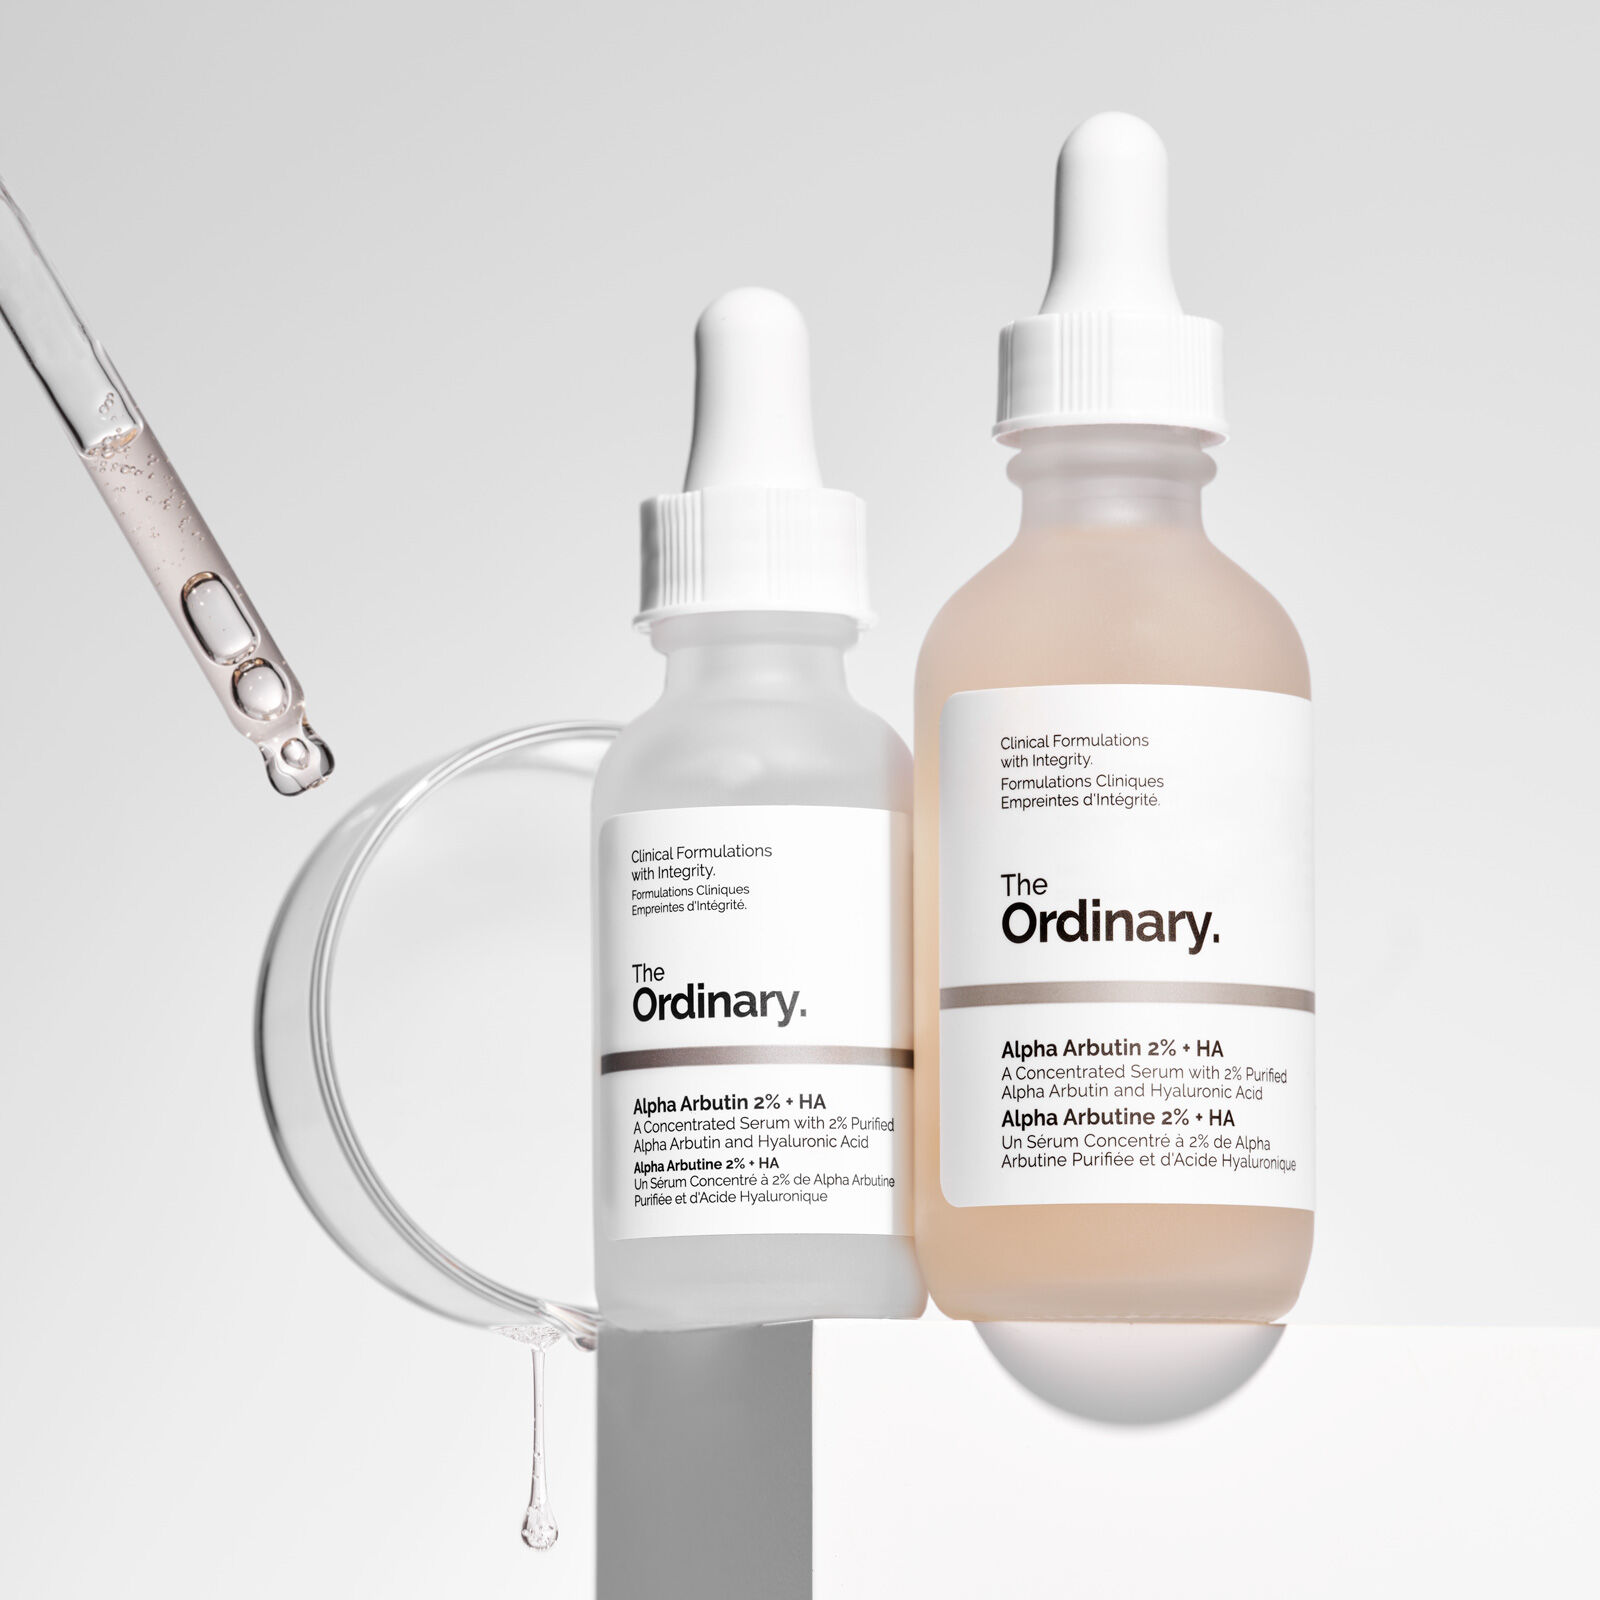 Clinical Formulations
with Integrity.
Formulations Cliniques
Empreintes d'Intégrité.
The
Ordinary.
Alpha Arbutin 2% + HA
A Concentrated Serum with 2% Purified
Alpha Arbutin and Hyaluronic Acid
Alpha Arbutine 2% + HA
Un Sérum Concentré à 2% de Alpha Arbutine
Purifiée et d'Acide Hyaluronique
Clinical Formulations
with Integrity.
Formulations Cliniques
Empreintes d'Intégrité.
The
Ordinary.
Alpha Arbutin 2% + HA
A Concentrated Serum with 2% Purified
Alpha Arbutin and Hyaluronic Acid
Alpha Arbutine 2% + HA
Un Sérum Concentré à 2% de Alpha
Arbutine Purifiée et d'Acide Hyaluronique